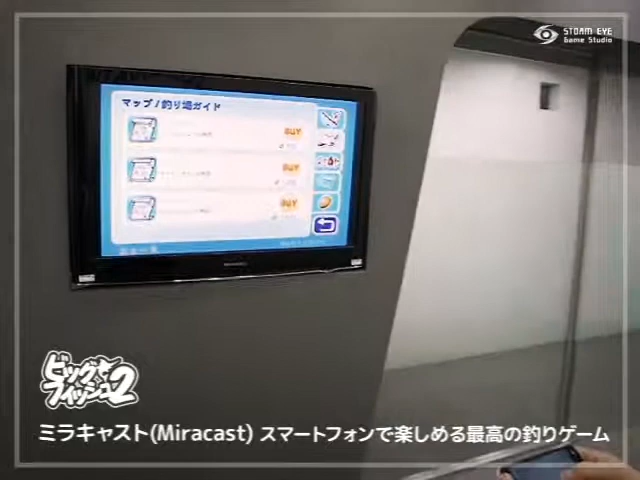 STORM EYE
Game Studio
マップ / 釣り場ガイド
BUY
BUY
BUY
ビッグ
フィッシュ2
ミラキャスト(Miracast) スマートフォンで楽しめる最高の釣りゲーム